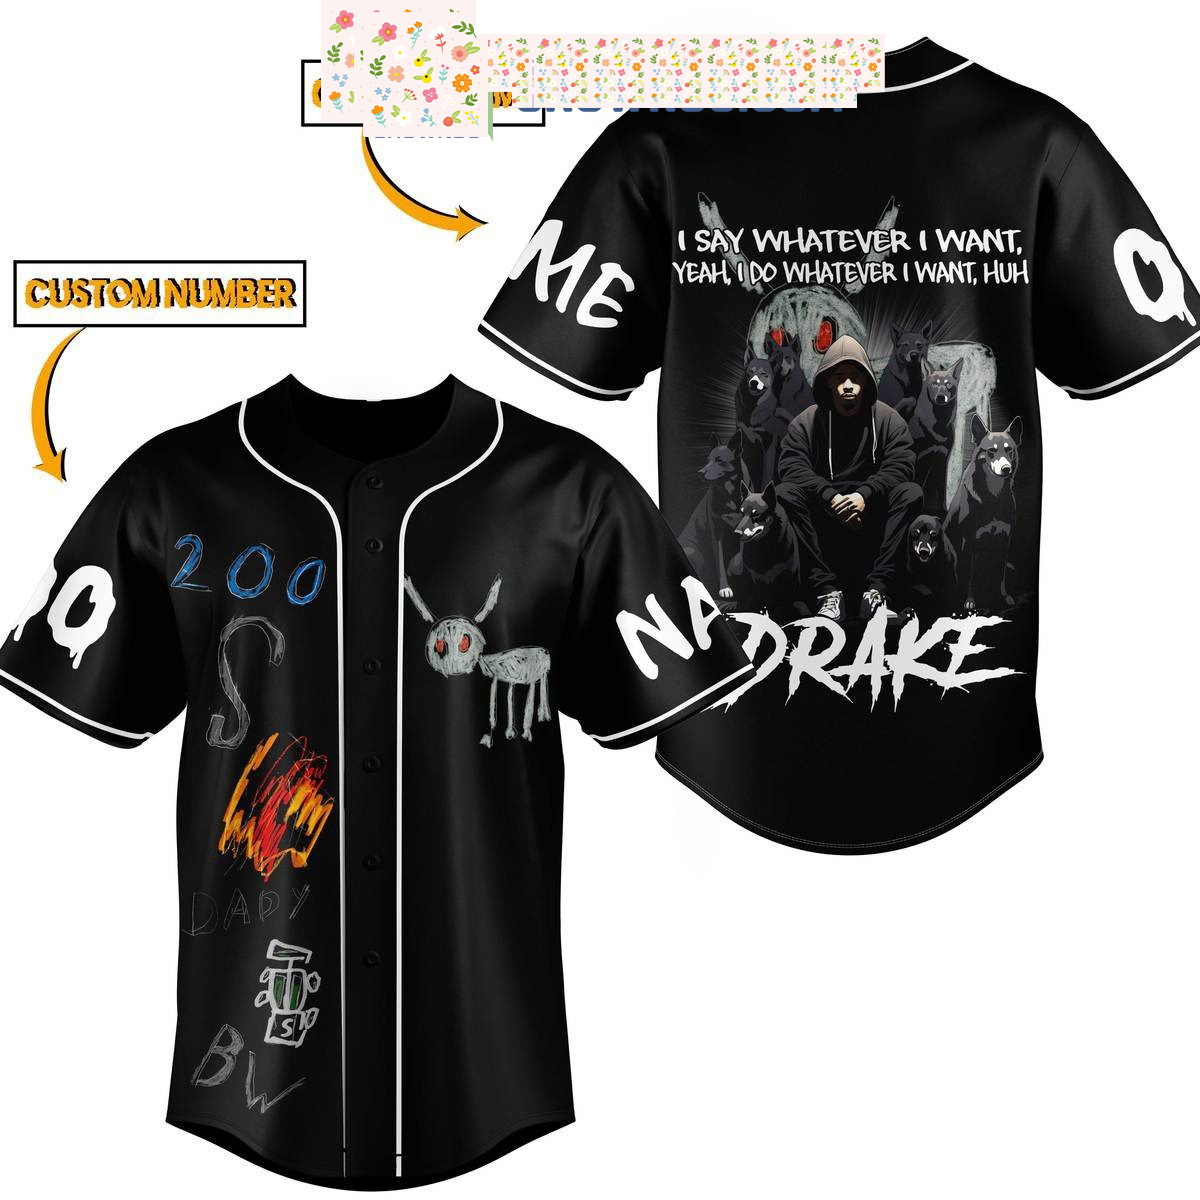 CUSTOM NUMBER
I SAY WHATEVER I WANT,
YEAH, I DO WHATEVER I WANT, HUH
DRAKE
ME
NA
200
S
DADY
S
BW